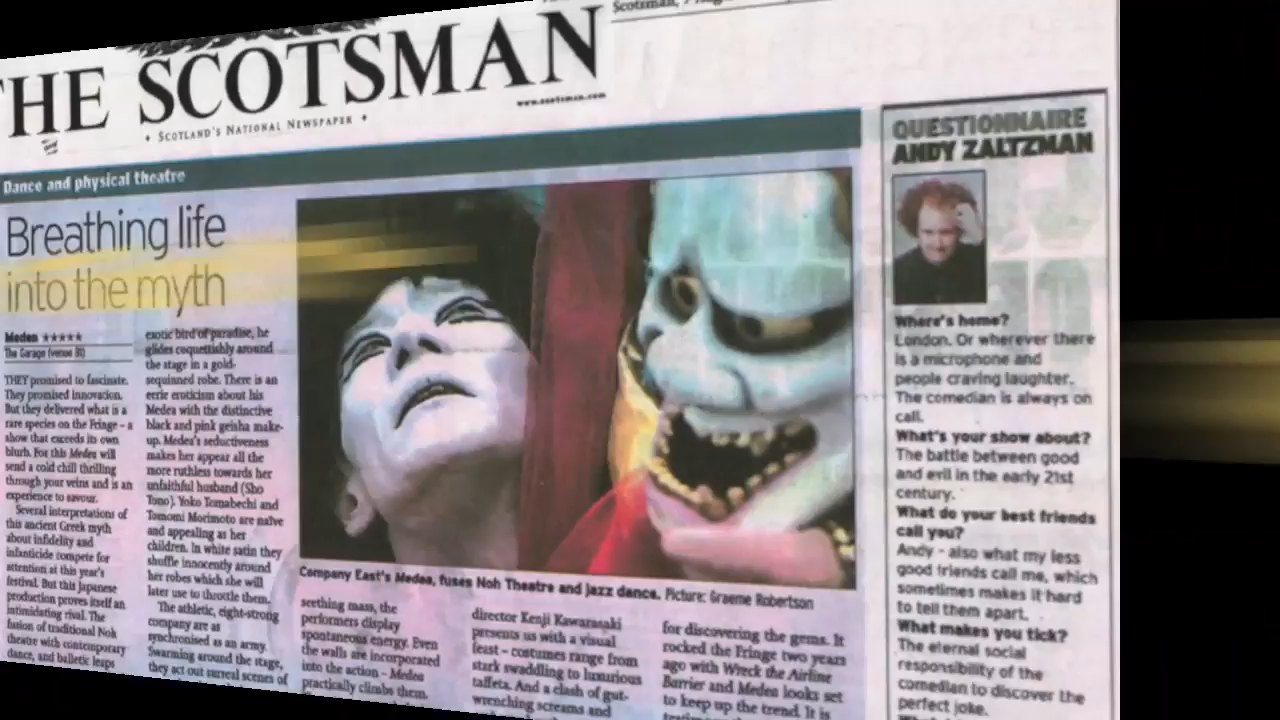 THE SCOTSMAN
• SCOTLAND'S NATIONAL NEWSPAPER •
www.scotsman.com
Scotsman, 7
Dance and physical theatre
Breathing life
into the myth
Medea ★★★★★
The Garage (venue 81)
THEY promised to fascinate.
They promised innovation.
But they delivered what is a
rare species on the Fringe – a
show that exceeds its own
blurb. For this Medea will
send a cold chill thrilling
through your veins and is an
experience to savour.
Several interpretations of
this ancient Greek myth
about infidelity and
infanticide compete for
attention at this year's
festival. But this Japanese
production proves itself an
intimidating rival. The
fusion of traditional Noh
theatre with contemporary
dance, and balletic leaps
exotic bird of paradise, he
glides coquettishly around
the stage in a gold-
sequinned robe. There is an
eerie eroticism about his
Medea with the distinctive
black and pink geisha make-
up. Medea's seductiveness
makes her appear all the
more ruthless towards her
unfaithful husband (Sho
Tono). Yoko Tomabechi and
Tomomi Morimoto are naïve
and appealing as her
children. In white satin they
shuffle innocently around
her robes which she will
later use to throttle them.
The athletic, eight-strong
company are as
synchronised as an army.
Swarming around the stage,
they act out surreal scenes of
Company East's Medea, fuses Noh Theatre and jazz dance. Picture: Graeme Robertson
seething mass, the
performers display
spontaneous energy. Even
the walls are incorporated
into the action – Medea
practically climbs them.
director Kenji Kawarasaki
presents us with a visual
feast – costumes range from
stark swaddling to luxurious
taffeta. And a clash of gut-
wrenching screams and
for discovering the gems. It
rocked the Fringe two years
ago with Wreck the Airline
Barrier and Medea looks set
to keep up the trend. It is
QUESTIONNAIRE
ANDY ZALTZMAN
Where's home?
London. Or wherever there
is a microphone and
people craving laughter.
The comedian is always on
call.
What's your show about?
The battle between good
and evil in the early 21st
century.
What do your best friends
call you?
Andy – also what my less
good friends call me, which
sometimes makes it hard
to tell them apart.
What makes you tick?
The eternal social
responsibility of the
comedian to discover the
perfect joke.